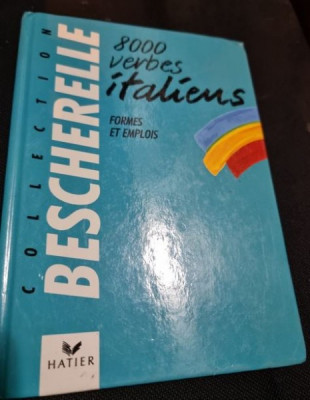 COLLECTION
BESCHERELLE
8000
verbes
italiens
FORMES
ET EMPLOIS
HATIER